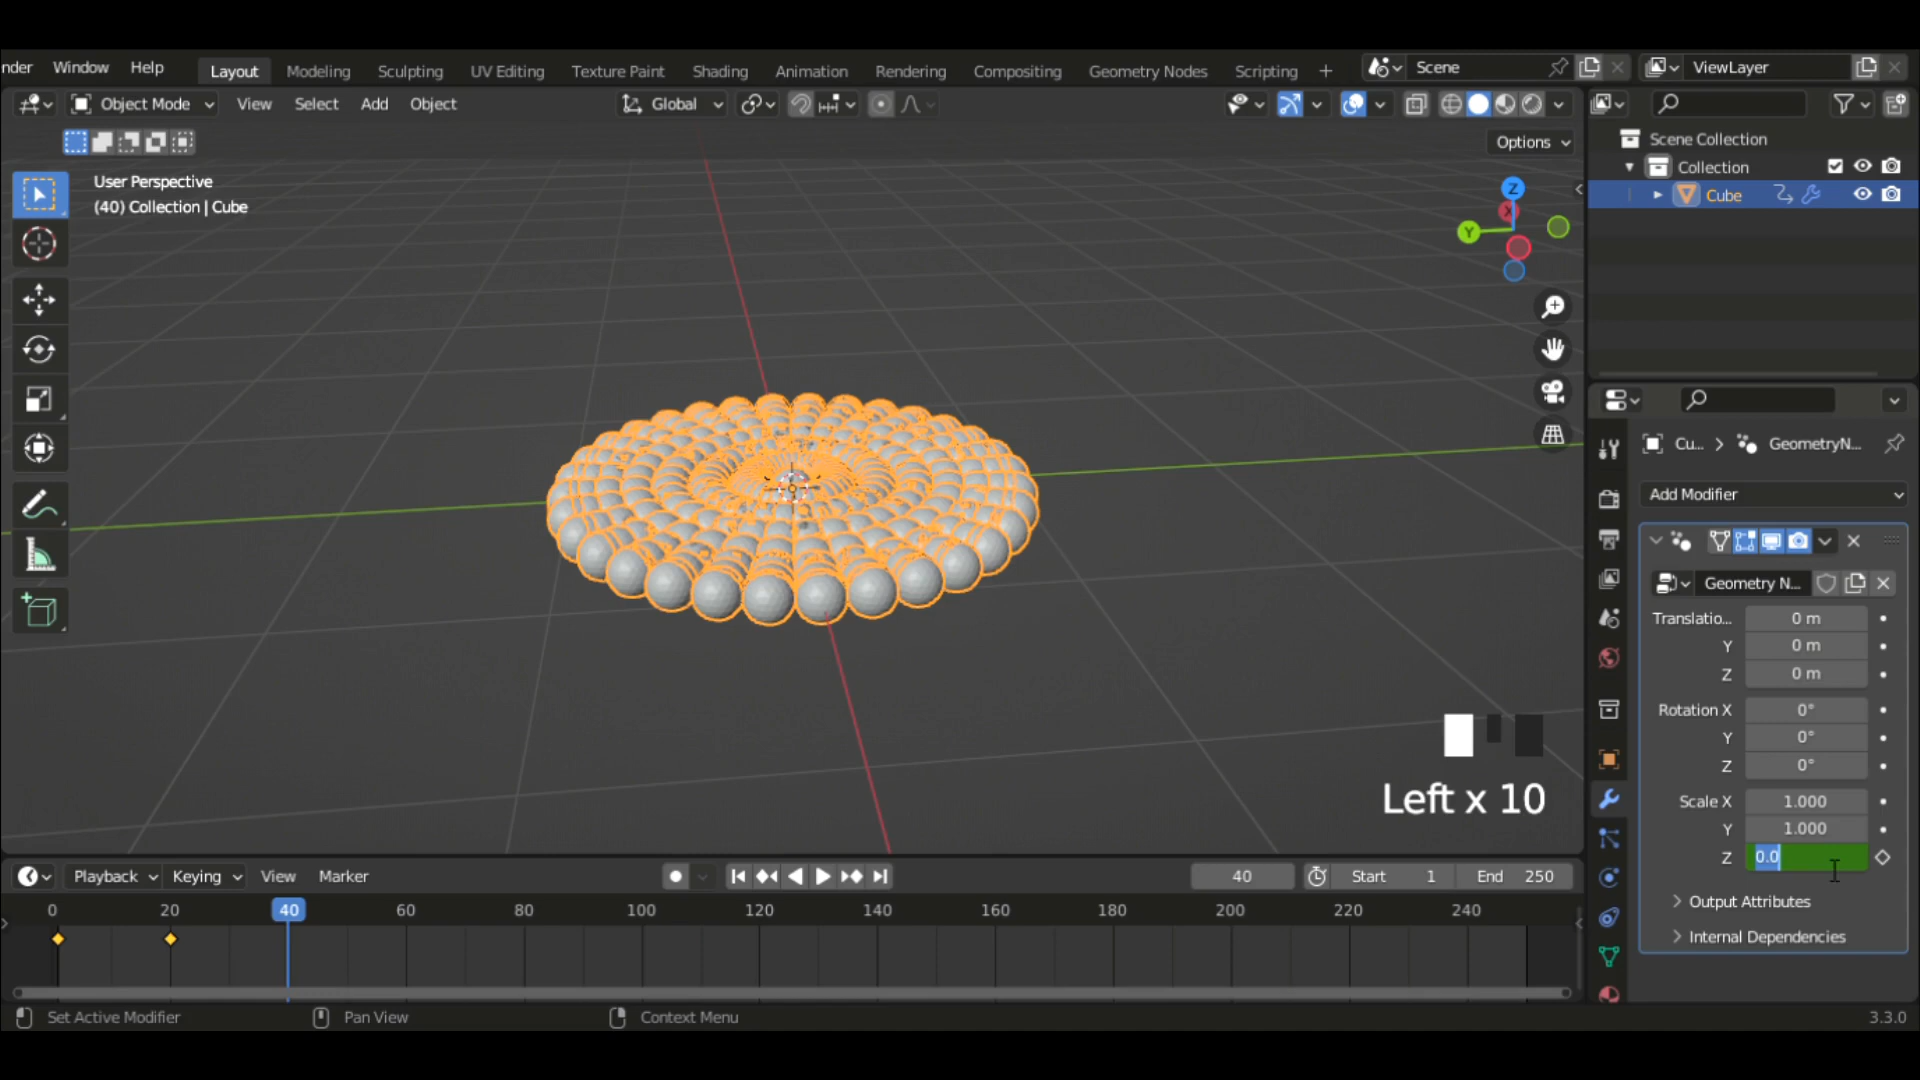 nder Window Help Layout Modeling Sculpting UV Editing Texture Paint Shading Animation Rendering Compositing Geometry Nodes Scripting + Scene ViewLayer
Object Mode View Select Add Object Global
Options
User Perspective
(40) Collection | Cube
Z
X
Y
Scene Collection
Collection
Cube
Cu... > GeometryN...
Add Modifier
Geometry N...
Translatio... 0 m
Y 0 m
Z 0 m
Rotation X 0°
Y 0°
Z 0°
Scale X 1.000
Y 1.000
Z 0.0
Output Attributes
Internal Dependencies
Left x 10
Playback Keying View Marker 40 Start 1 End 250
0 20 40 60 80 100 120 140 160 180 200 220 240
Set Active Modifier Pan View Context Menu 3.3.0